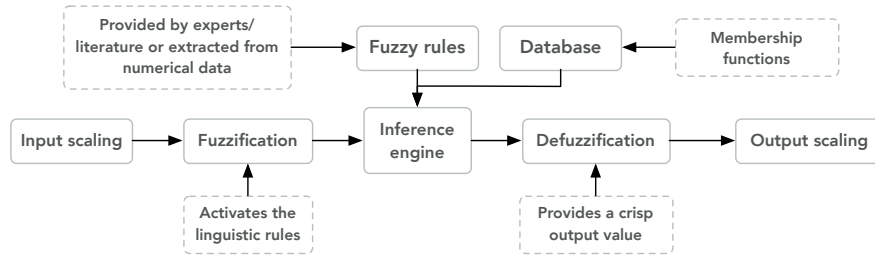 Provided by experts/
literature or extracted from
numerical data
Fuzzy rules
Database
Membership
functions
Input scaling
Fuzzification
Inference
engine
Defuzzification
Output scaling
Activates the
linguistic rules
Provides a crisp
output value